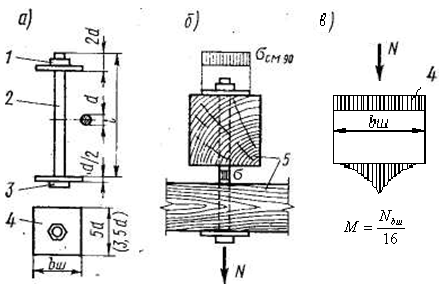 а)
1
2
3
4
2d
d
l
d/2
5d
(3,5d)
bш
б)
σсм 90
5
σ
N
в)
N
4
bш
M = Nbш / 16